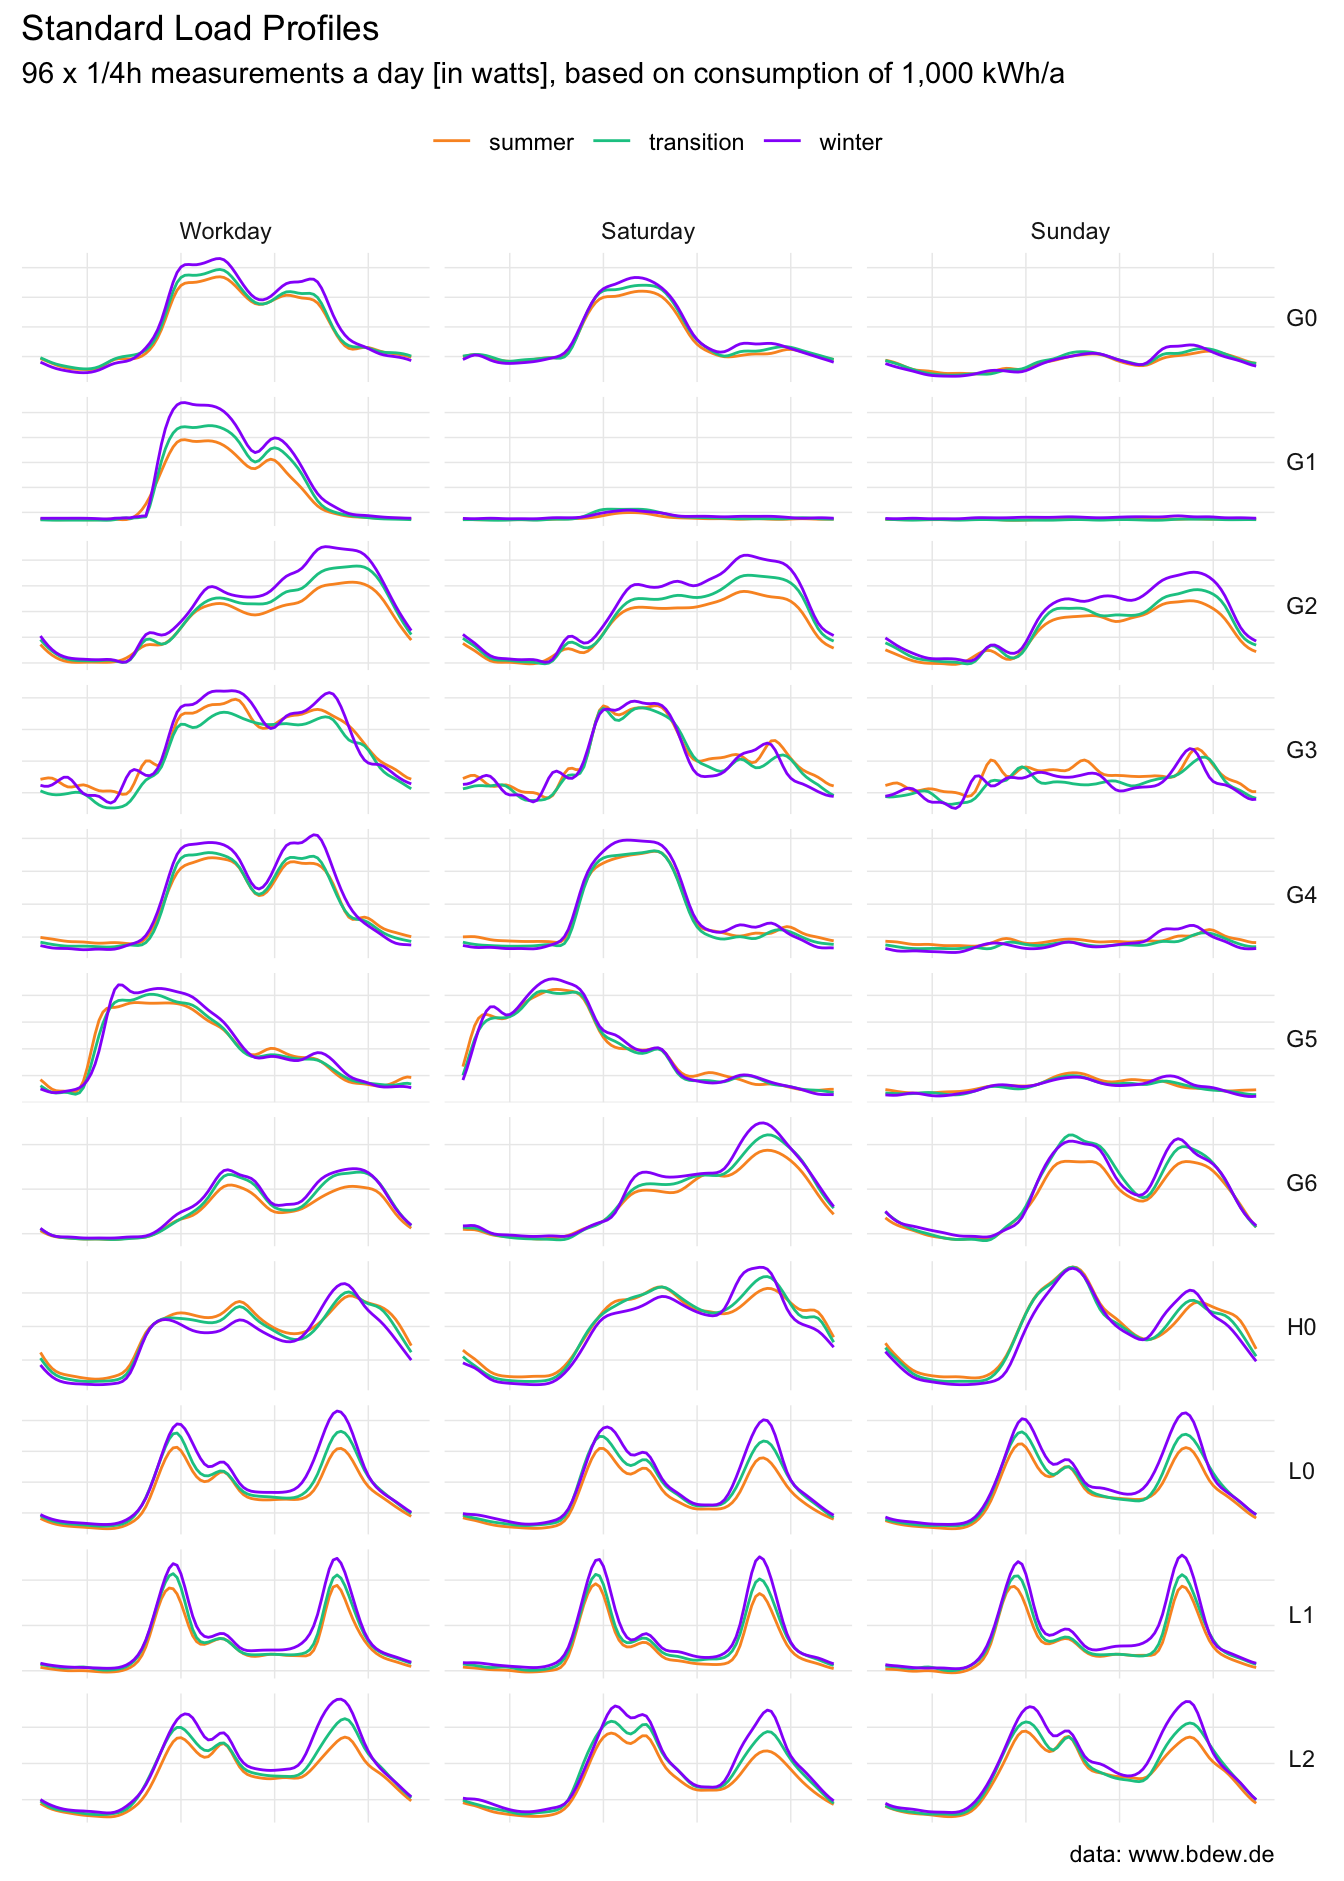 Standard Load Profiles
96 x 1/4h measurements a day [in watts], based on consumption of 1,000 kWh/a
summer transition winter
Workday Saturday Sunday
G0
G1
G2
G3
G4
G5
G6
H0
L0
L1
L2
data: www.bdew.de